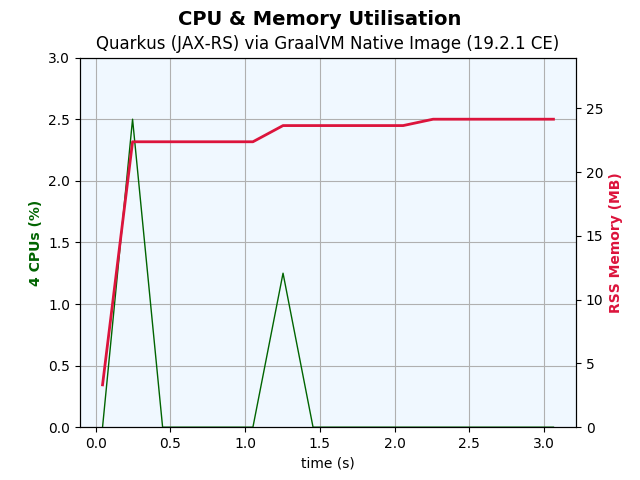 CPU & Memory Utilisation
Quarkus (JAX-RS) via GraalVM Native Image (19.2.1 CE)
3.0
2.5
2.0
1.5
1.0
0.5
0.0
4 CPUs (%)
25
20
15
10
5
0
RSS Memory (MB)
0.0 0.5 1.0 1.5 2.0 2.5 3.0
time (s)